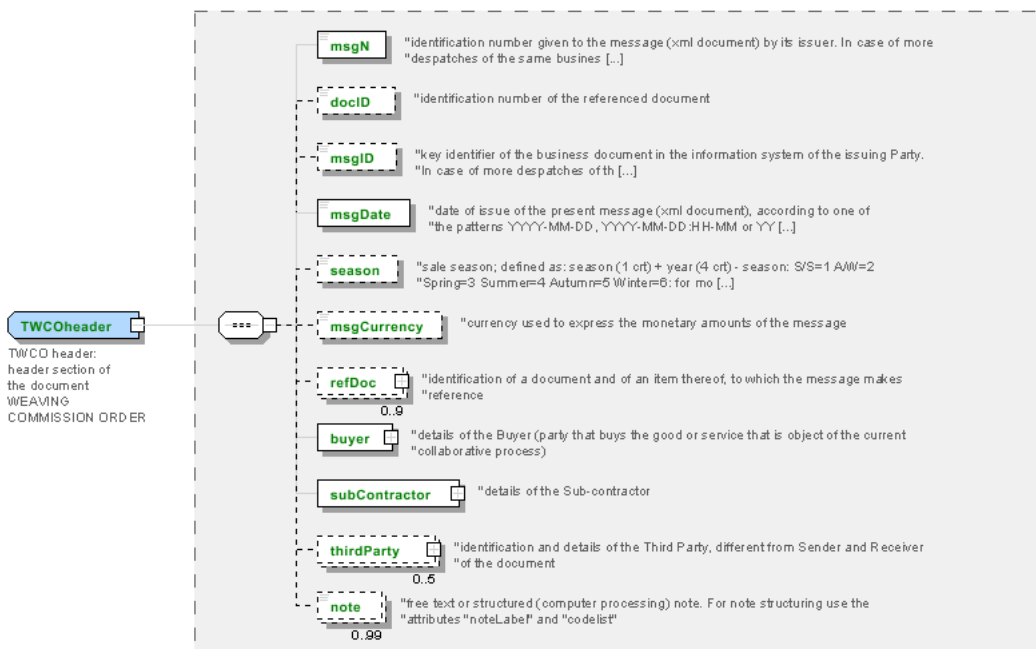 msgN
"identification number given to the message (xml document) by its issuer. In case of more
"despatches of the same busines [...]
docID
"identification number of the referenced document
msgID
"key identifier of the business document in the information system of the issuing Party.
"In case of more despatches of th [...]
msgDate
"date of issue of the present message (xml document), according to one of
"the patterns YYYY-MM-DD, YYYY-MM-DD:HH-MM or YY [...]
season
"sale season; defined as: season (1 crt) + year (4 crt) - season: S/S=1 A/W=2
"Spring=3 Summer=4 Autumn=5 Winter=6: for mo [...]
TWCOheader
TWCO header:
header section of
the document
WEAVING
COMMISSION ORDER
msgCurrency
"currency used to express the monetary amounts of the message
refDoc
0..9
"identification of a document and of an item thereof, to which the message makes
"reference
buyer
"details of the Buyer (party that buys the good or service that is object of the current
"collaborative process)
subContractor
"details of the Sub-contractor
thirdParty
0..5
"identification and details of the Third Party, different from Sender and Receiver
"of the document
note
0..99
"free text or structured (computer processing) note. For note structuring use the
"attributes "noteLabel" and "codelist"